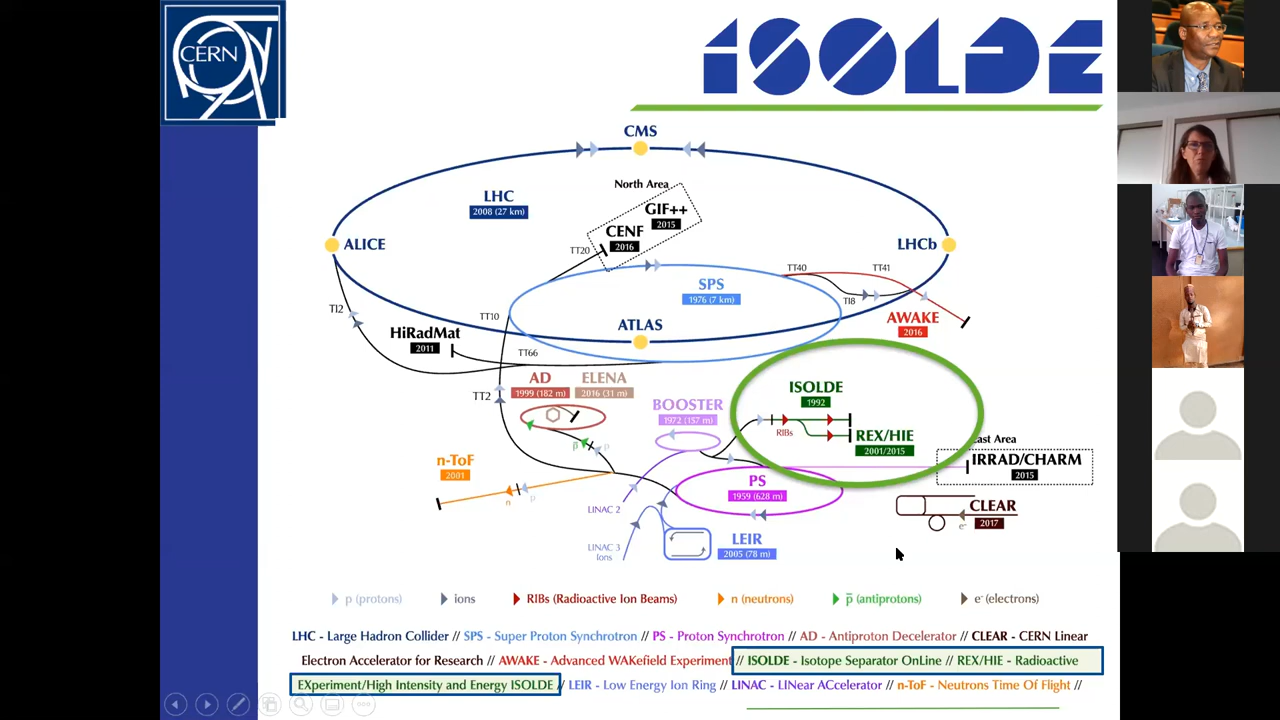 CERN
ISOLDE
CMS
LHC
2008 (27 km)
North Area
GIF++
2015
CENF
2016
TT20
ALICE
LHCb
TT40
TT41
SPS
1976 (7 km)
TI2
TI8
TT10
ATLAS
AWAKE
2016
HiRadMat
2011
TT66
AD
1999 (182 m)
ELENA
2016 (31 m)
TT2
ISOLDE
1992
BOOSTER
1972 (157 m)
RIBs
REX/HIE
2001/2015
East Area
p
p
n-ToF
2001
IRRAD/CHARM
2015
n
p
PS
1959 (628 m)
LINAC 2
CLEAR
2017
e-
LINAC 3
Ions
LEIR
2005 (78 m)
p (protons)
ions
RIBs (Radioactive Ion Beams)
n (neutrons)
p̄ (antiprotons)
e- (electrons)
LHC - Large Hadron Collider // SPS - Super Proton Synchrotron // PS - Proton Synchrotron // AD - Antiproton Decelerator // CLEAR - CERN Linear
Electron Accelerator for Research // AWAKE - Advanced WAKefield Experiment // ISOLDE - Isotope Separator OnLine // REX/HIE - Radioactive
EXperiment/High Intensity and Energy ISOLDE // LEIR - Low Energy Ion Ring // LINAC - LINear ACcelerator // n-ToF - Neutrons Time Of Flight //